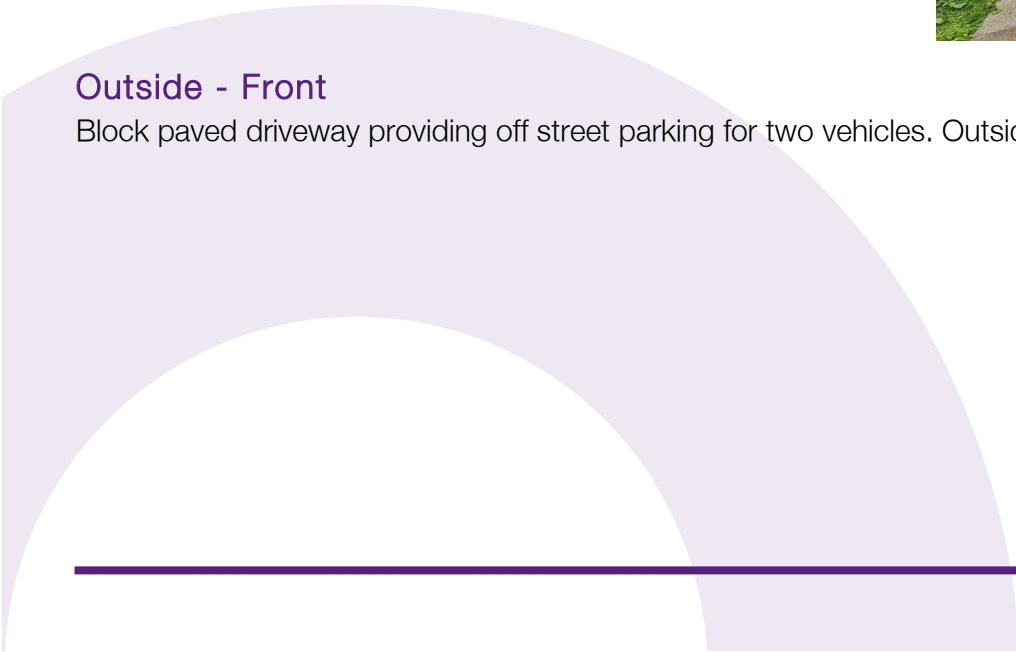 Outside - Front
Block paved driveway providing off street parking for two vehicles.